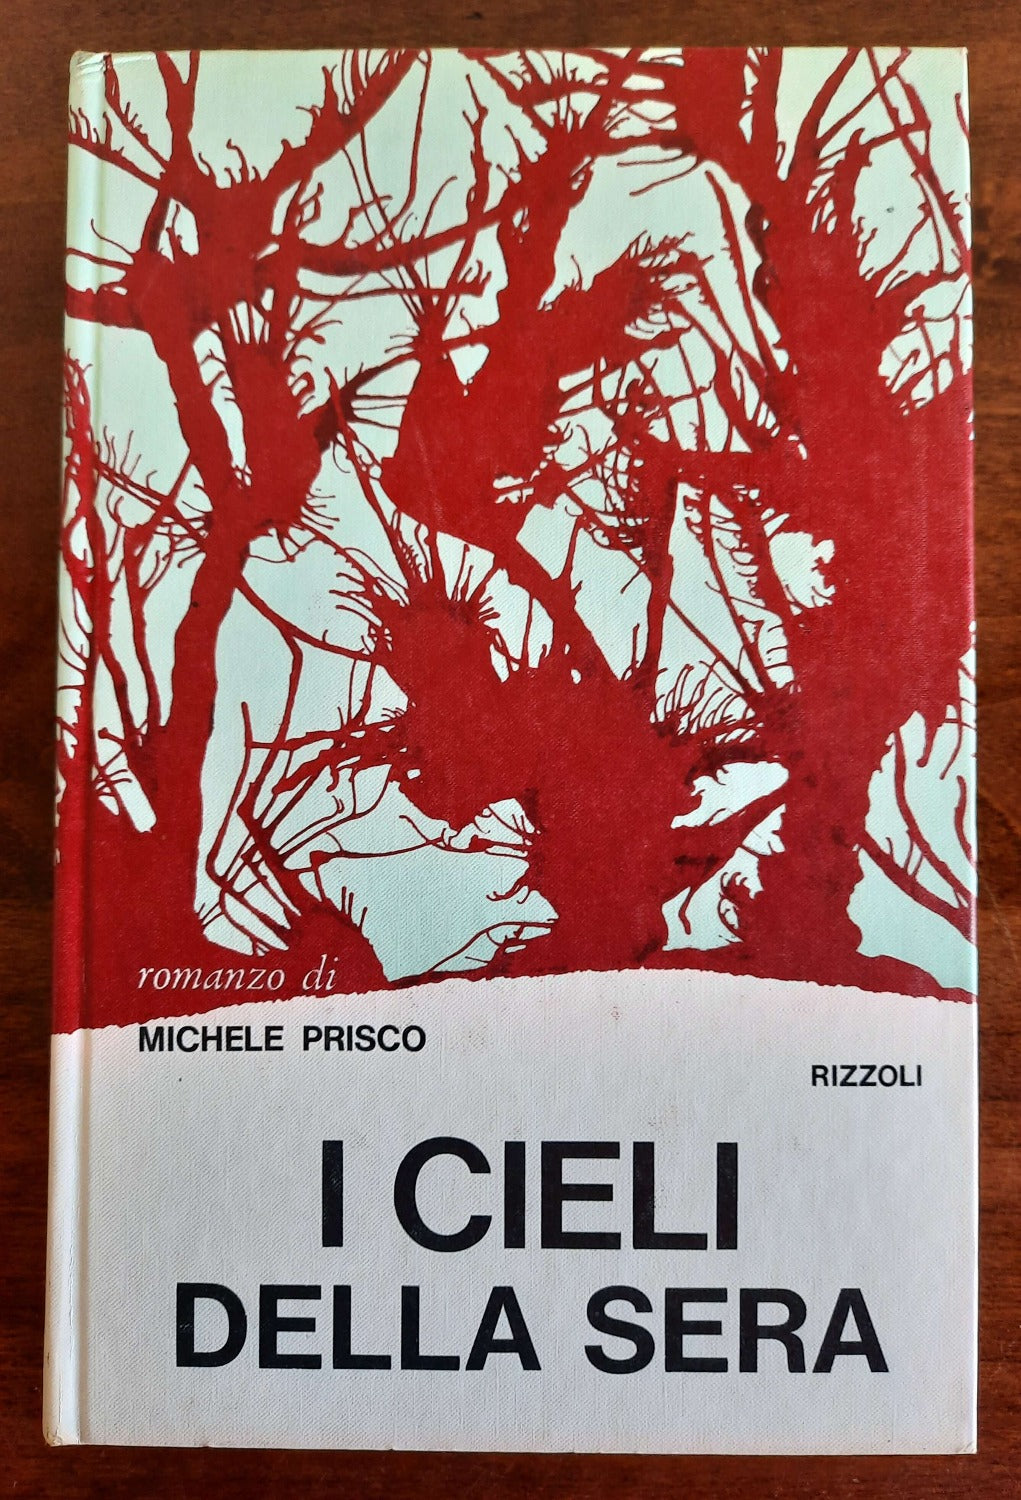 romanzo di
MICHELE PRISCO
RIZZOLI
I CIELI
DELLA SERA